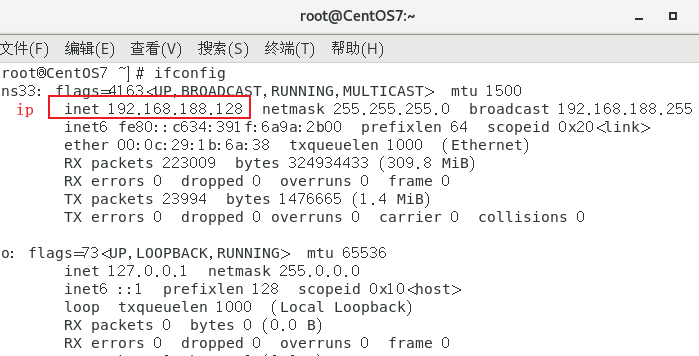 root@CentOS7:~
文件(F) 编辑(E) 查看(V) 搜索(S) 终端(T) 帮助(H)
root@CentOS7 ~]# ifconfig
ns33: flags=4163<UP,BROADCAST,RUNNING,MULTICAST> mtu 1500
ip inet 192.168.188.128 netmask 255.255.255.0 broadcast 192.168.188.255
inet6 fe80::c634:391f:6a9a:2b00 prefixlen 64 scopeid 0x20<link>
ether 00:0c:29:1b:6a:38 txqueuelen 1000 (Ethernet)
RX packets 223009 bytes 324934433 (309.8 MiB)
RX errors 0 dropped 0 overruns 0 frame 0
TX packets 23994 bytes 1476665 (1.4 MiB)
TX errors 0 dropped 0 overruns 0 carrier 0 collisions 0
o: flags=73<UP,LOOPBACK,RUNNING> mtu 65536
inet 127.0.0.1 netmask 255.0.0.0
inet6 ::1 prefixlen 128 scopeid 0x10<host>
loop txqueuelen 1000 (Local Loopback)
RX packets 0 bytes 0 (0.0 B)
RX errors 0 dropped 0 overruns 0 frame 0